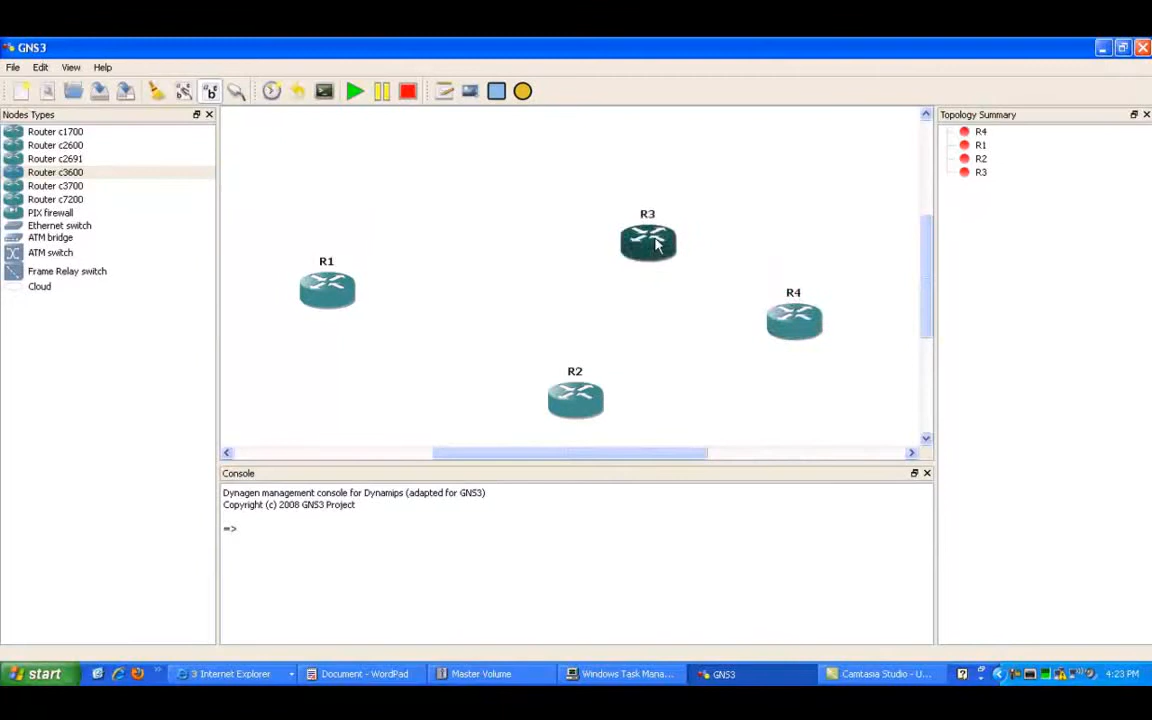 GNS3
File Edit View Help
Nodes Types
Router c1700
Router c2600
Router c2691
Router c3600
Router c3700
Router c7200
PIX firewall
Ethernet switch
ATM bridge
ATM switch
Frame Relay switch
Cloud
R1
R3
R4
R2
Topology Summary
R4
R1
R2
R3
Console
Dynagen management console for Dynamips (adapted for GNS3)
Copyright (c) 2008 GNS3 Project
=>
start 3 Internet Explorer Document - WordPad Master Volume Windows Task Mana... GNS3 Camtasia Studio - U... 4:23 PM